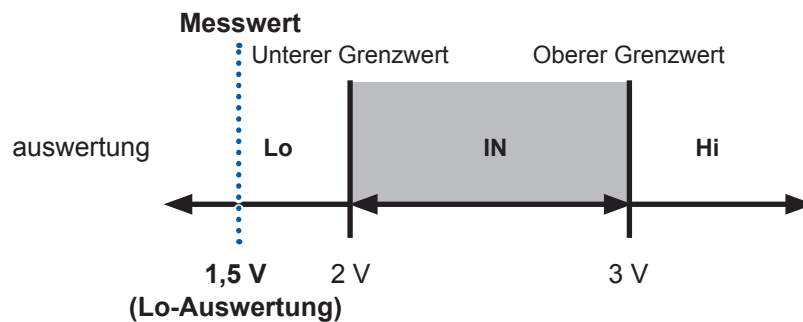 Messwert
Unterer Grenzwert
Oberer Grenzwert
auswertung
Lo
IN
Hi
1,5 V
2 V
3 V
(Lo-Auswertung)